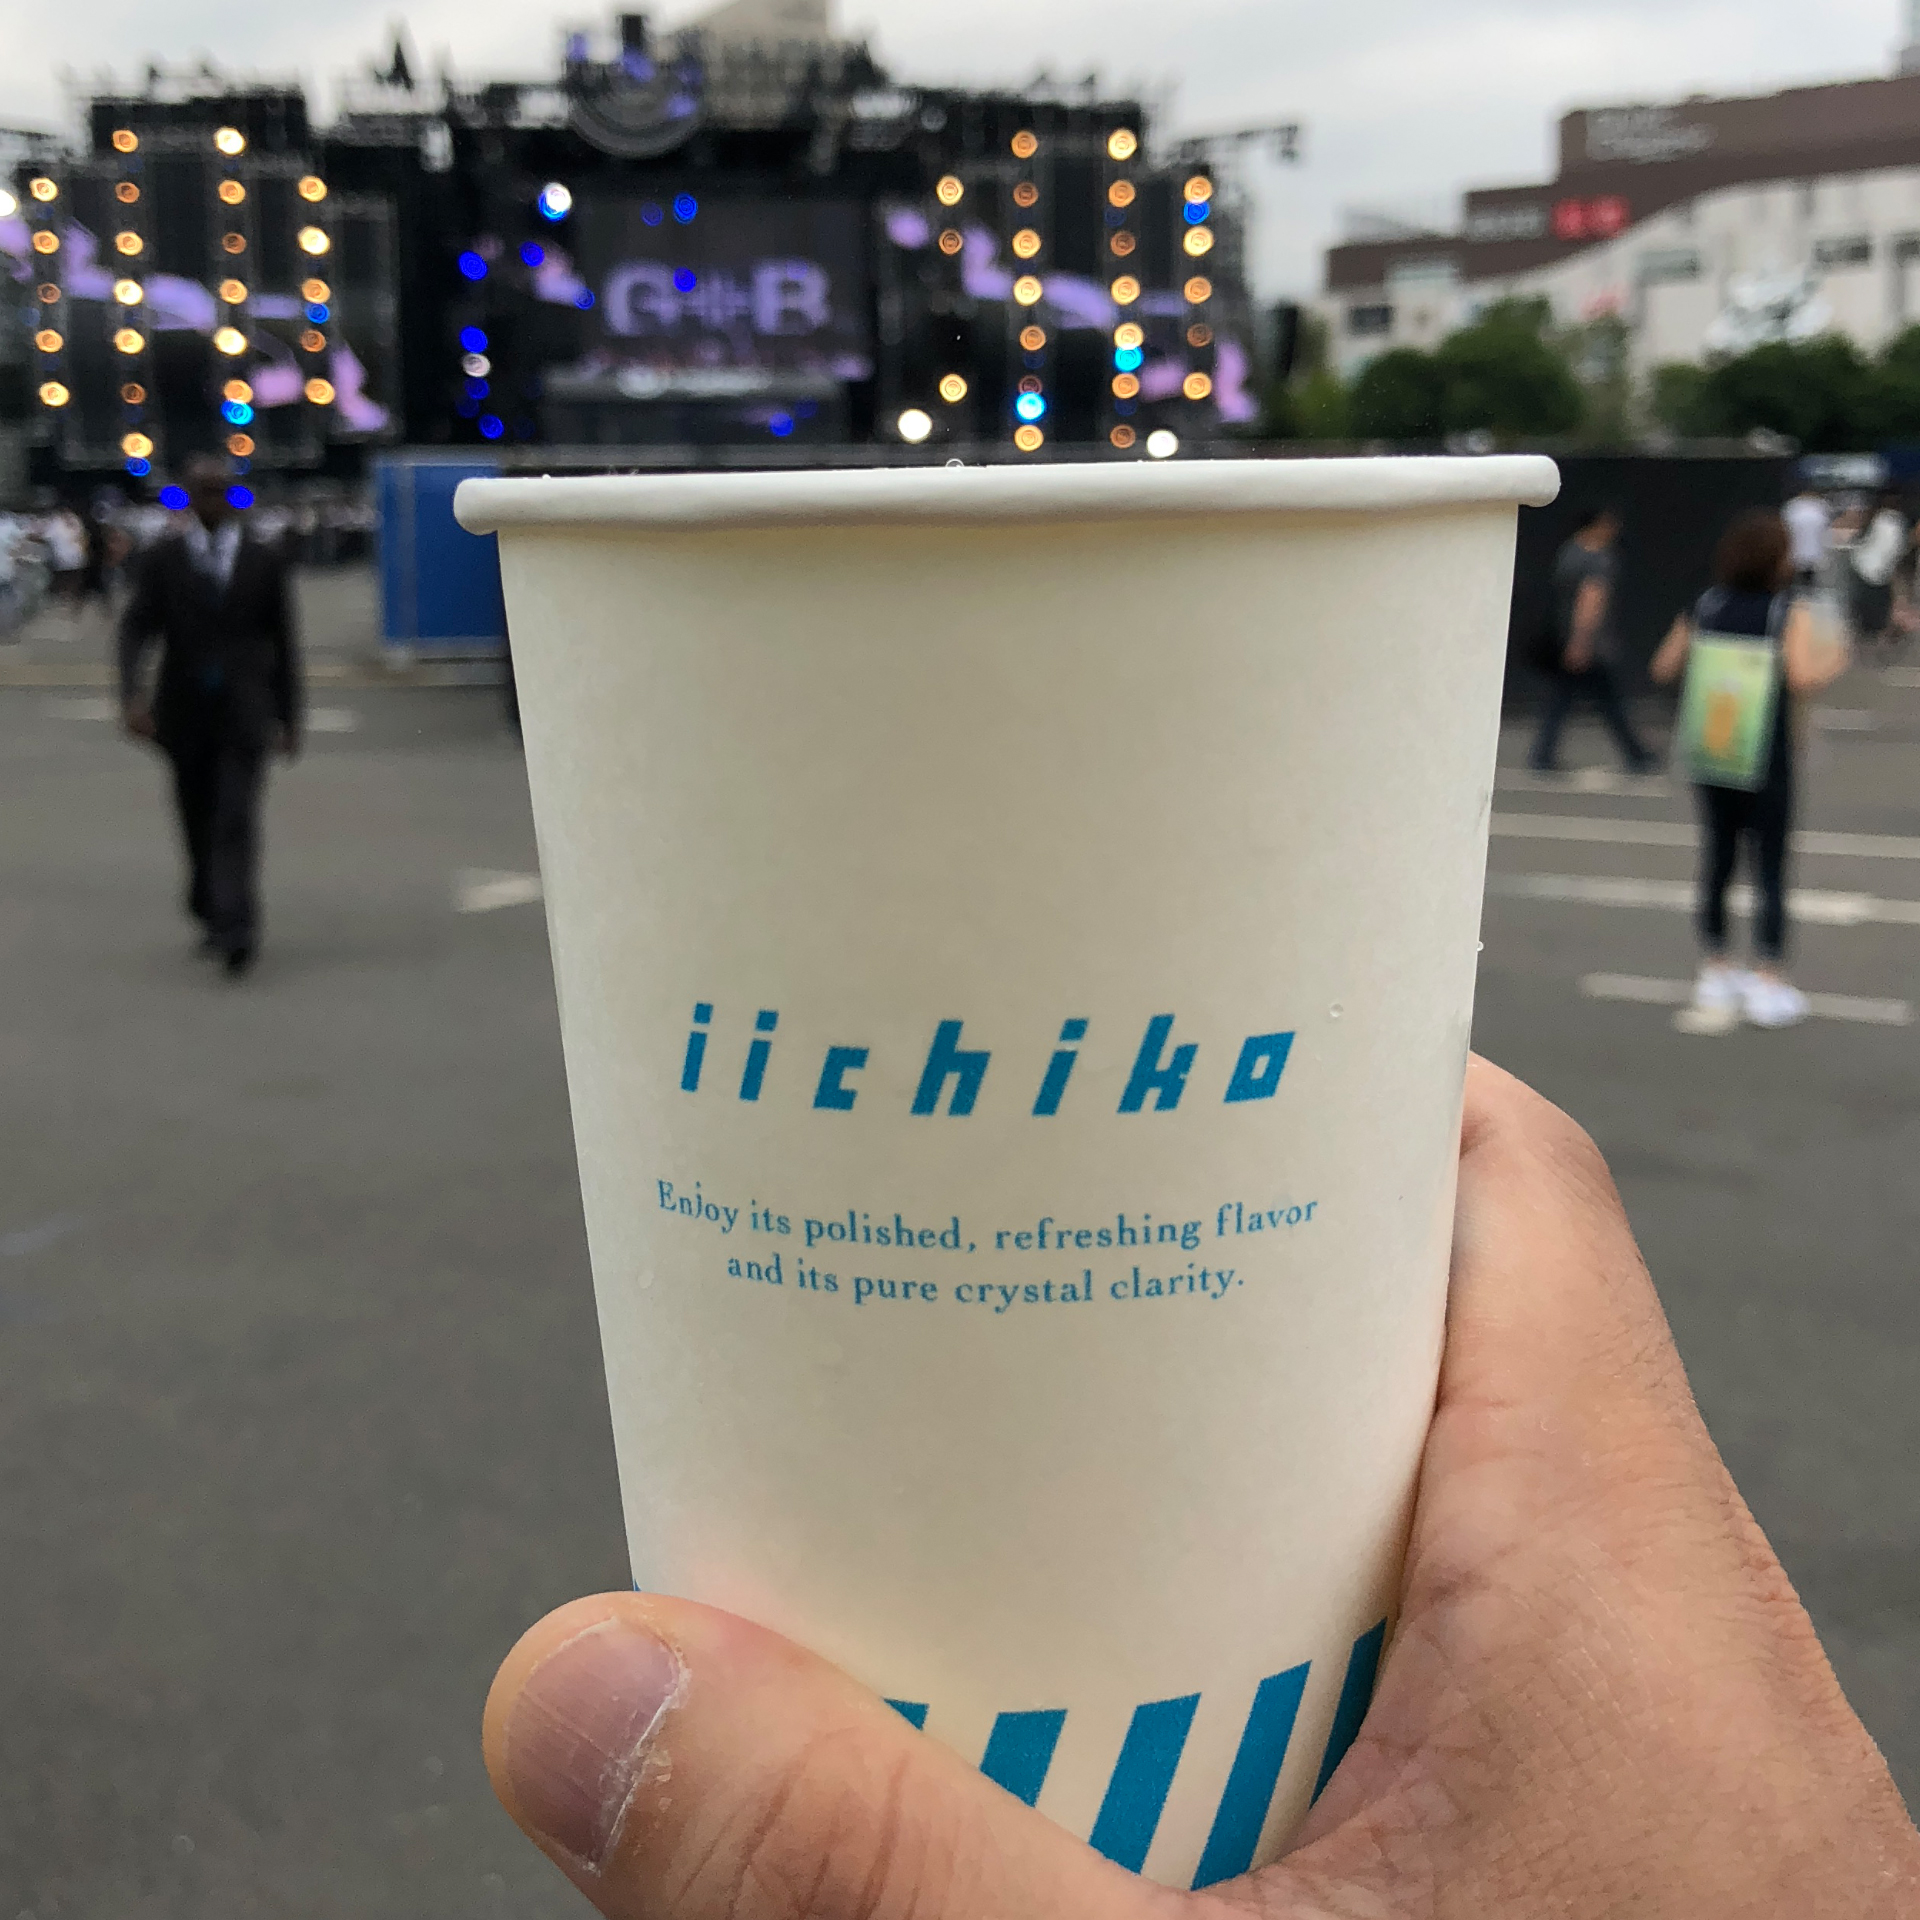 G+B
iichiko
Enjoy its polished, refreshing flavor
and its pure crystal clarity.